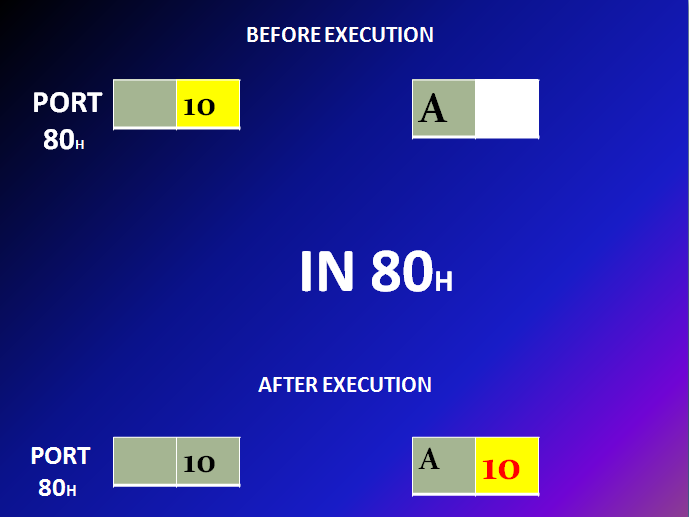 BEFORE EXECUTION
PORT 80H
10
A
IN 80H
AFTER EXECUTION
PORT 80H
10
A
10